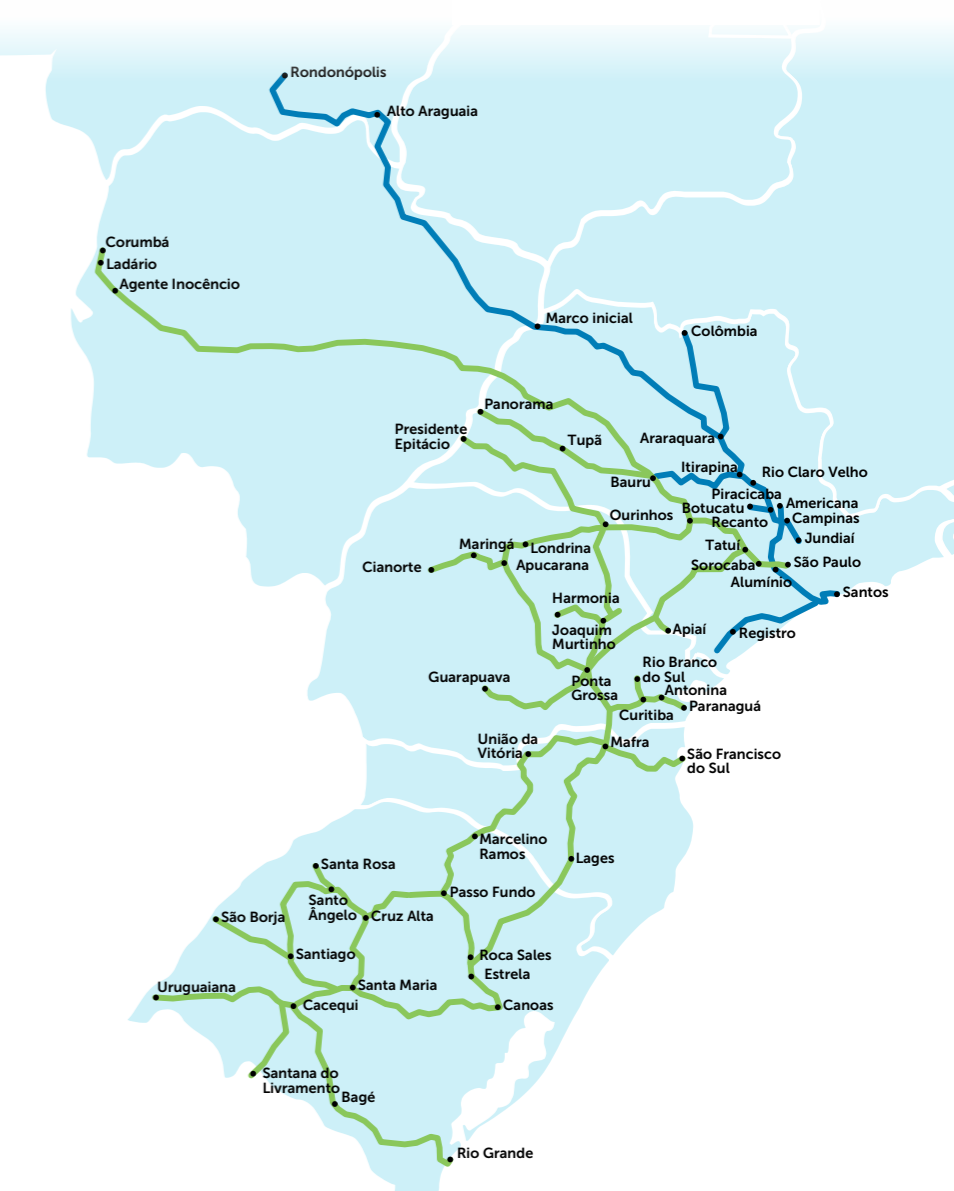 Rondonópolis
Alto Araguaia
Corumbá
Ladário
Agente Inocêncio
Marco inicial
Colômbia
Panorama
Presidente
Epitácio
Tupã
Araraquara
Itirapina
Rio Claro Velho
Bauru
Piracicaba
Americana
Botucatu
Campinas
Recanto
Ourinhos
Jundiaí
Tatuí
Maringá
Londrina
São Paulo
Sorocaba
Cianorte
Apucarana
Alumínio
Santos
Harmonia
Joaquim
Murtinho
Apiaí
Registro
Rio Branco
do Sul
Guarapuava
Ponta
Grossa
Antonina
Paranaguá
Curitiba
União da
Vitória
Mafra
São Francisco
do Sul
Marcelino
Ramos
Lages
Santa Rosa
Passo Fundo
Santo
Ângelo
São Borja
Cruz Alta
Santiago
Roca Sales
Estrela
Uruguaiana
Santa Maria
Cacequi
Canoas
Santana do
Livramento
Bagé
Rio Grande